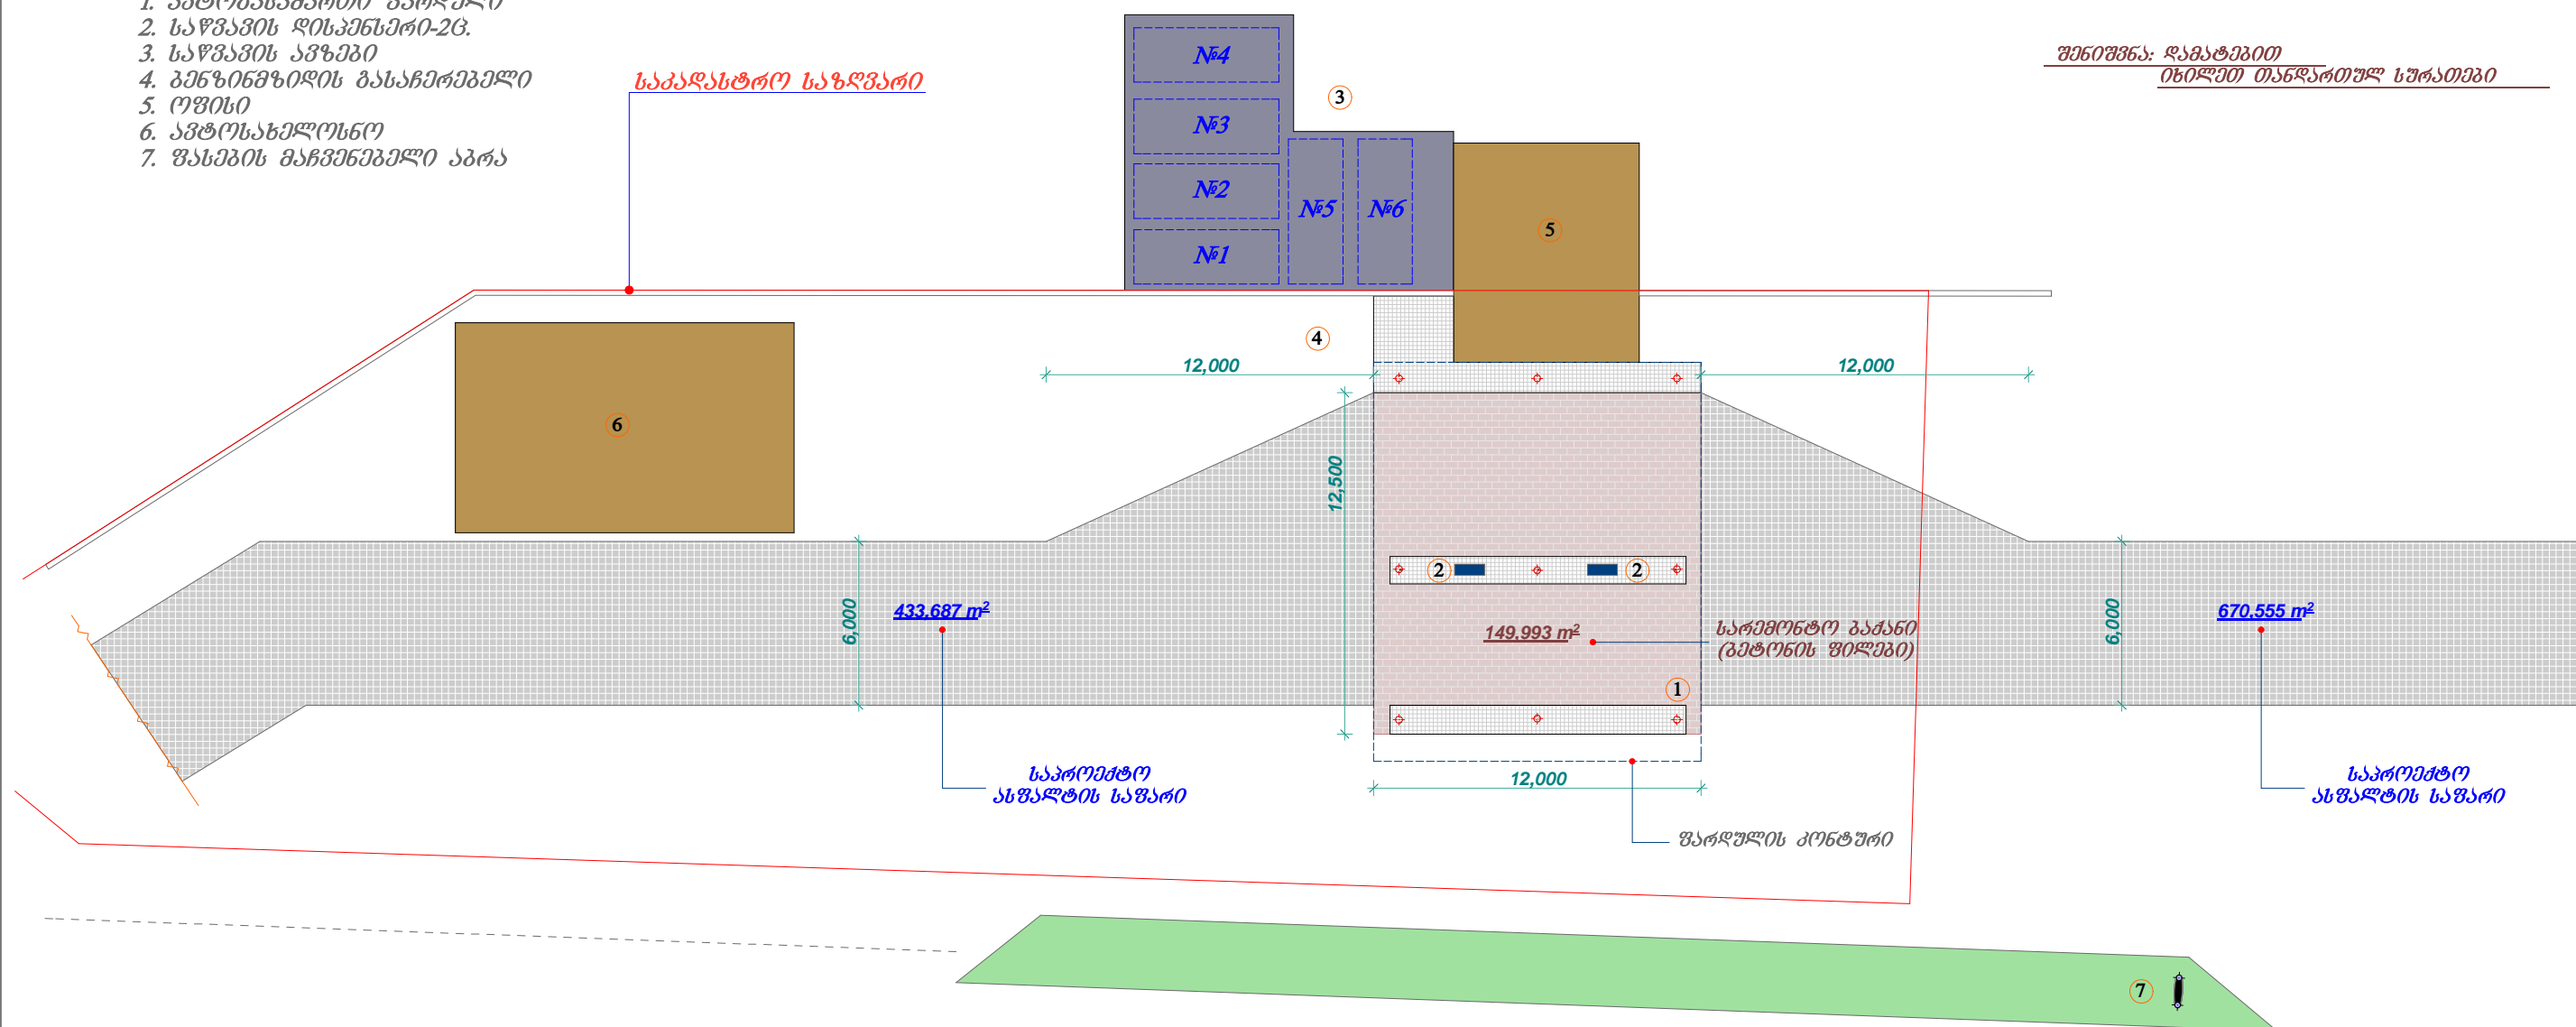 2. საწვავის დისპენსერი-2ც.
3. საწვავის ავზები
4. ბენზინმზიდის გასაჩერებელი
5. ოფისი
6. ავტოსახელოსნო
7. ფასების მაჩვენებელი აბრა
საკადასტრო საზღვარი
შენიშვნა: დამატებით
იხილეთ თანდართულ სურათები
№4
№3
№2
№1
№5
№6
3
5
4
6
12,000
12,000
12,500
2
2
6,000
433.687 m²
149,993 m²
სარემონტო ბაქანი
(ბეტონის ფილები)
1
6,000
670.555 m²
საპროექტო
ასფალტის საფარი
12,000
საპროექტო
ასფალტის საფარი
ფარდულის კონტური
7